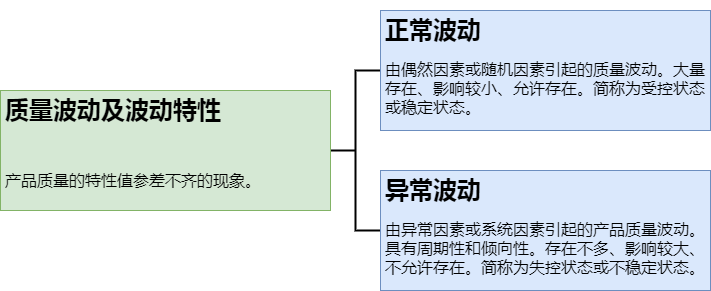 质量波动及波动特性
产品质量的特性值参差不齐的现象。
正常波动
由偶然因素或随机因素引起的质量波动。大量
存在、影响较小、允许存在。简称为受控状态
或稳定状态。
异常波动
由异常因素或系统因素引起的产品质量波动。
具有周期性和倾向性。存在不多、影响较大、
不允许存在。简称为失控状态或不稳定状态。